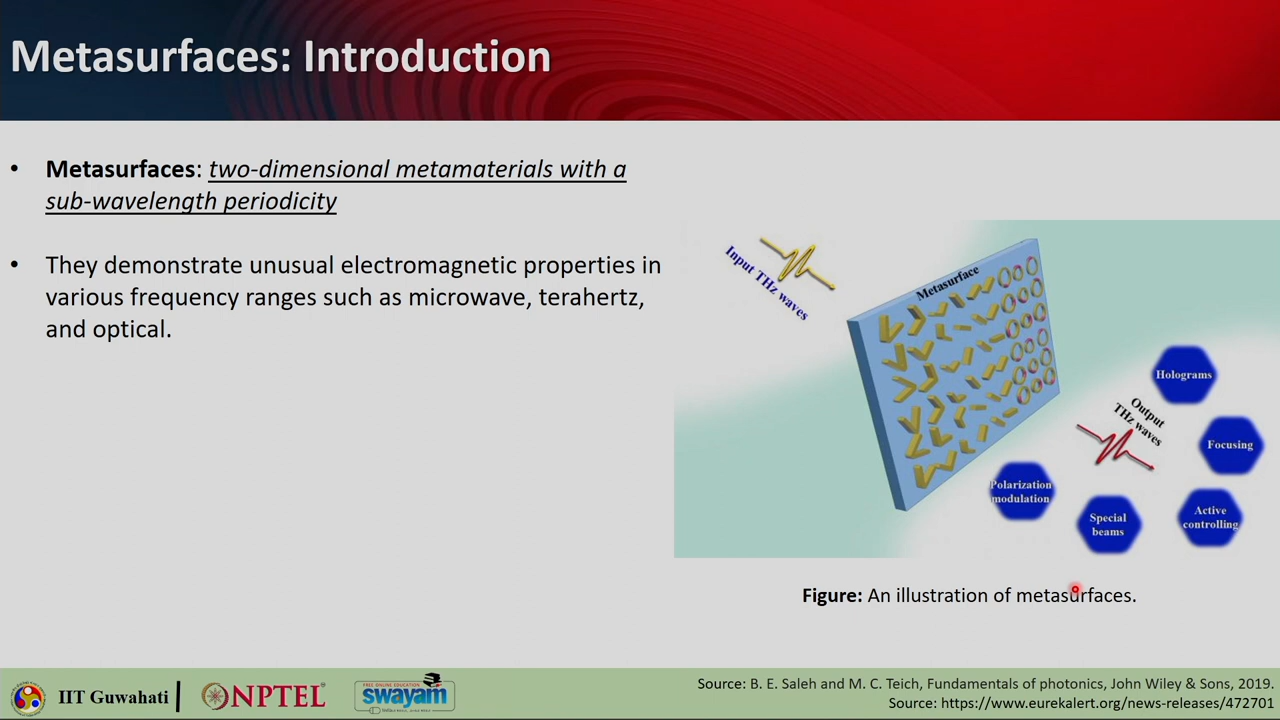 Metasurfaces: Introduction
• Metasurfaces: two-dimensional metamaterials with a
sub-wavelength periodicity
• They demonstrate unusual electromagnetic properties in
various frequency ranges such as microwave, terahertz,
and optical.
Input THz waves
Metasurface
Output
THz waves
Holograms
Focusing
Active
controlling
Special
beams
Polarization
modulation
Figure: An illustration of metasurfaces.
IIT Guwahati
NPTEL
FREE ONLINE EDUCATION
swayam
Source: B. E. Saleh and M. C. Teich, Fundamentals of photonics, John Wiley & Sons, 2019.
Source: https://www.eurekalert.org/news-releases/472701